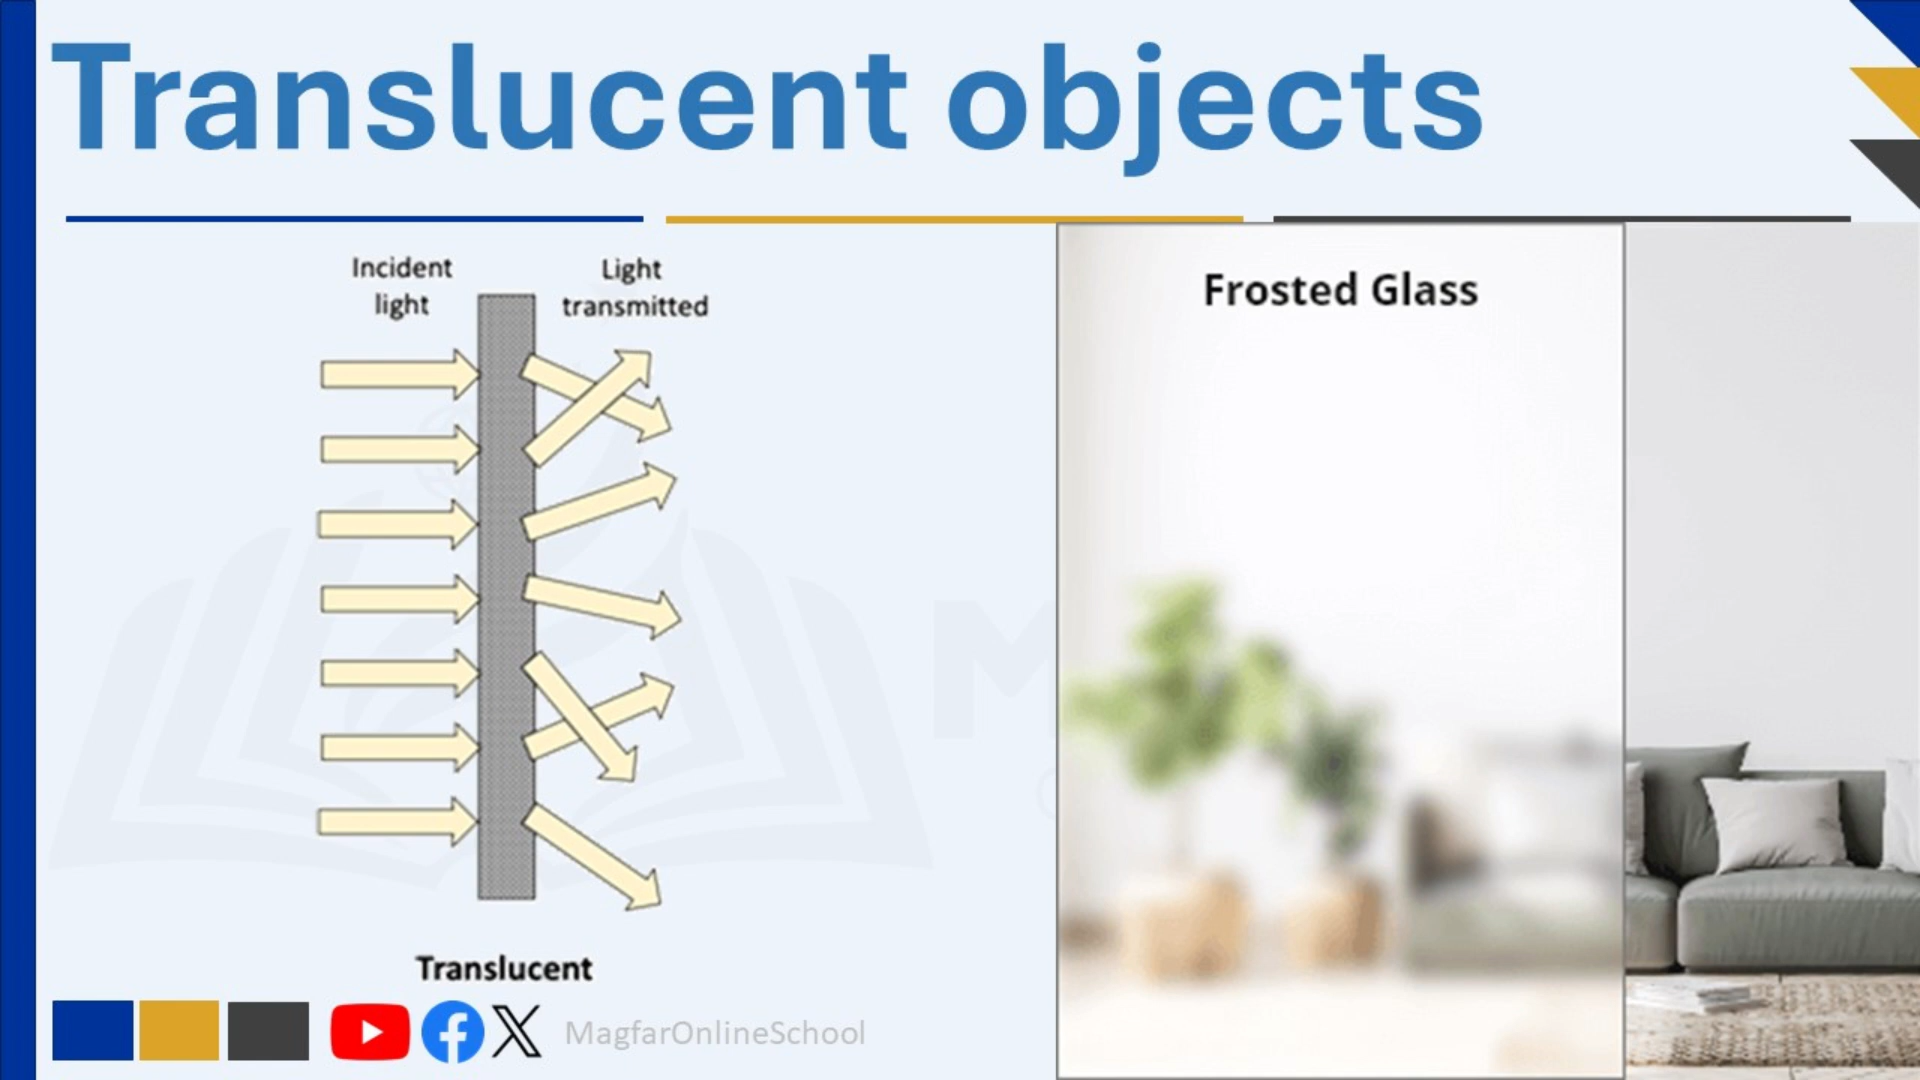 Translucent objects
Incident
light
Light
transmitted
Translucent
Frosted Glass
MagfarOnlineSchool